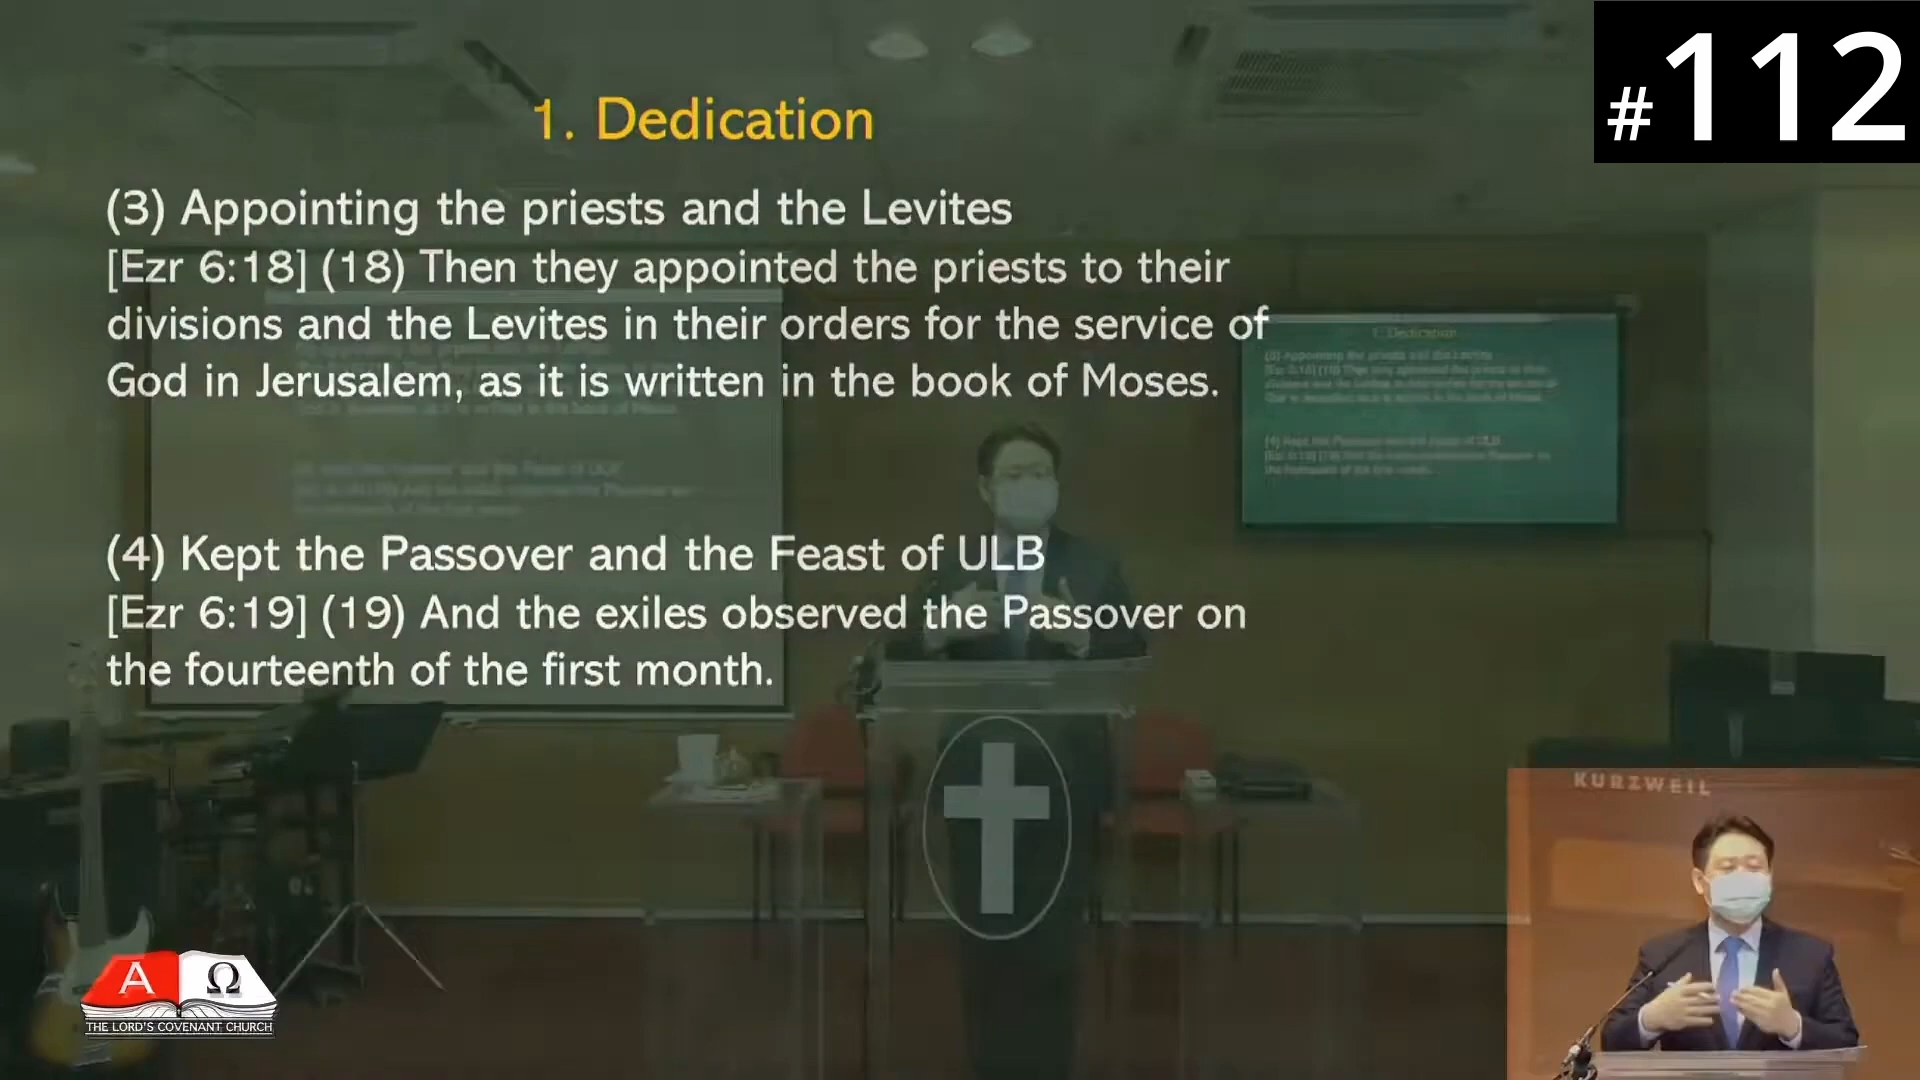 #112
1. Dedication
(3) Appointing the priests and the Levites
[Ezr 6:18] (18) Then they appointed the priests to their
divisions and the Levites in their orders for the service of
God in Jerusalem, as it is written in the book of Moses.
(4) Kept the Passover and the Feast of ULB
[Ezr 6:19] (19) And the exiles observed the Passover on
the fourteenth of the first month.
KURZWEIL
Α Ω
THE LORD'S COVENANT CHURCH